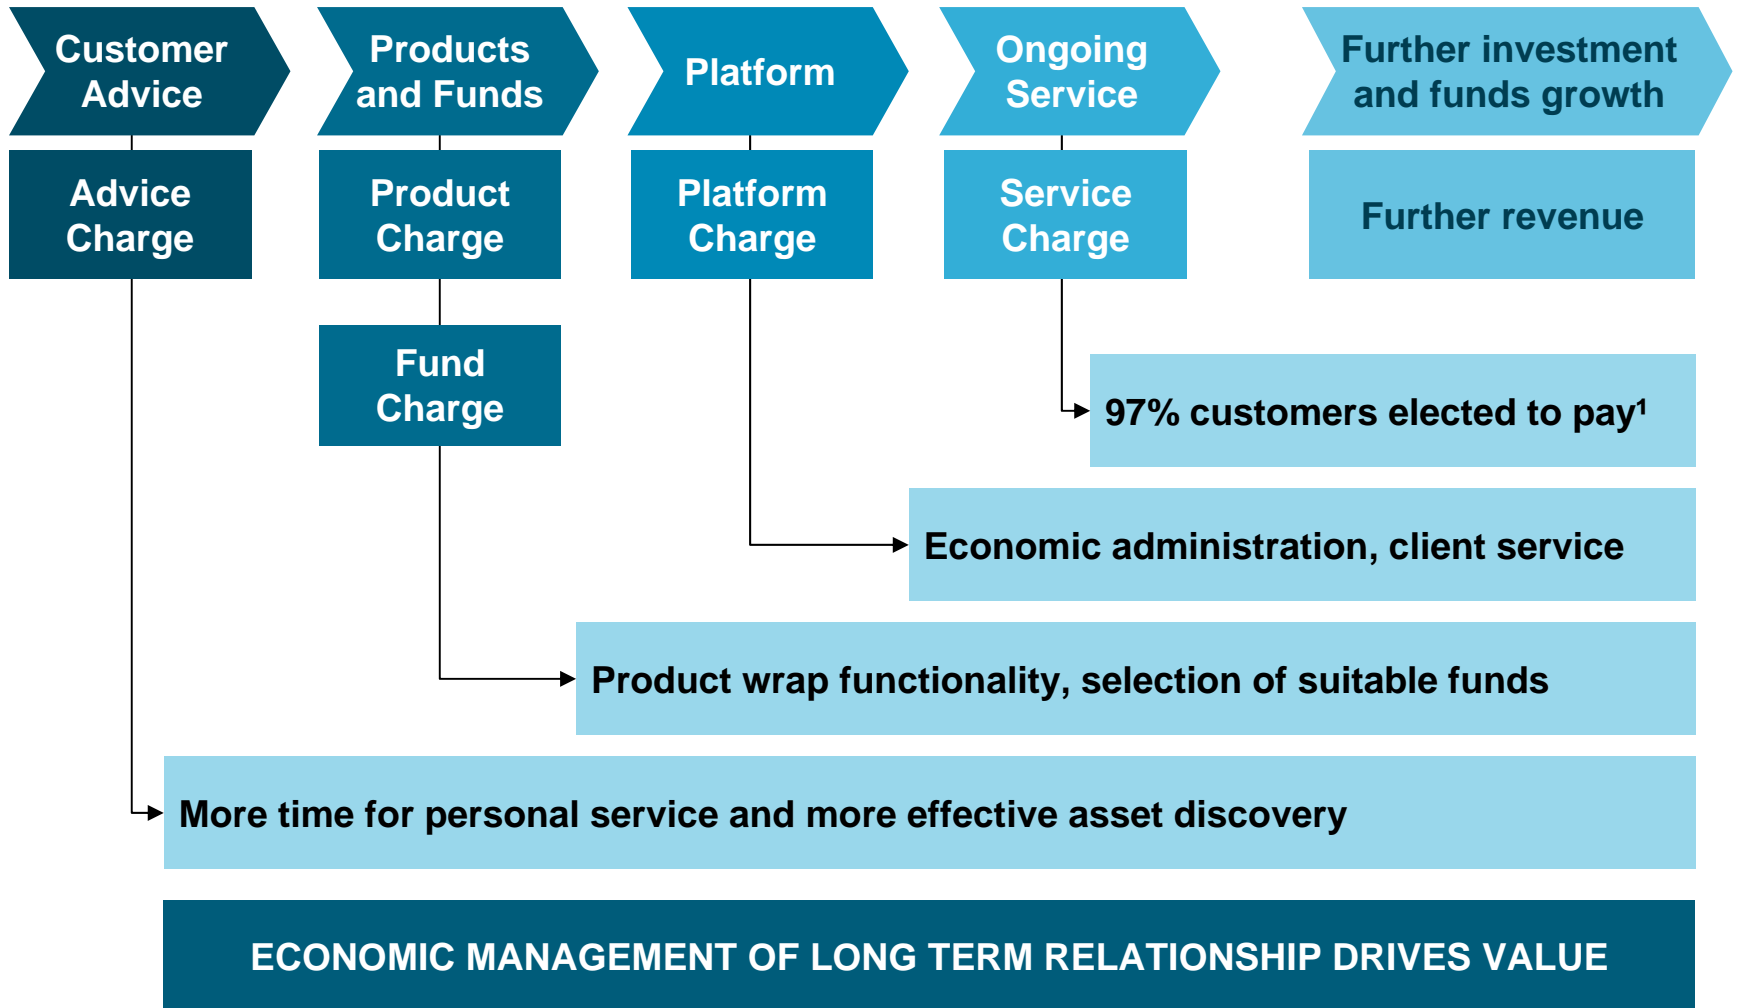 Customer
Advice
Products
and Funds
Platform
Ongoing
Service
Further investment
and funds growth
Advice
Charge
Product
Charge
Platform
Charge
Service
Charge
Further revenue
Fund
Charge
97% customers elected to pay¹
Economic administration, client service
Product wrap functionality, selection of suitable funds
More time for personal service and more effective asset discovery
ECONOMIC MANAGEMENT OF LONG TERM RELATIONSHIP DRIVES VALUE